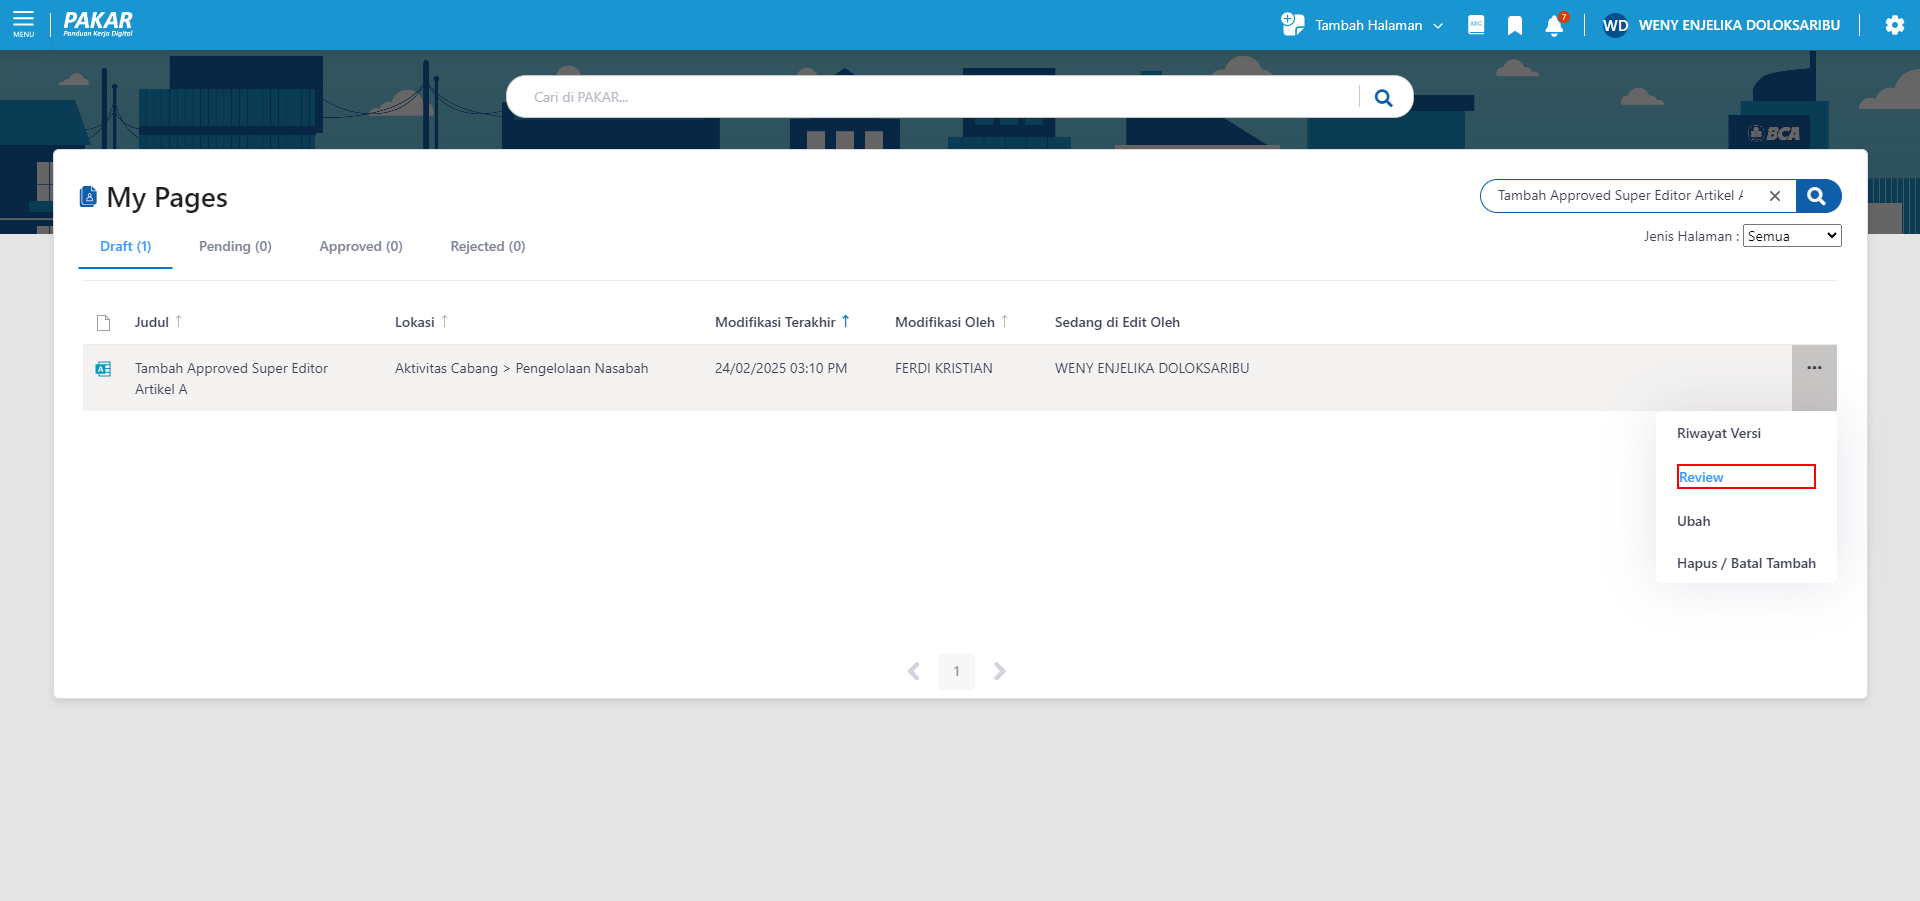 MENU
PAKAR
Panduan Kerja Digital
Tambah Halaman
ABC
7
WD
WENY ENJELIKA DOLOKSARIBU
Cari di PAKAR...
BCA
My Pages
Tambah Approved Super Editor Artikel A
Draft (1)
Pending (0)
Approved (0)
Rejected (0)
Jenis Halaman :
Semua
Judul
Lokasi
Modifikasi Terakhir
Modifikasi Oleh
Sedang di Edit Oleh
Tambah Approved Super Editor
Artikel A
Aktivitas Cabang > Pengelolaan Nasabah
24/02/2025 03:10 PM
FERDI KRISTIAN
WENY ENJELIKA DOLOKSARIBU
Riwayat Versi
Review
Ubah
Hapus / Batal Tambah
1